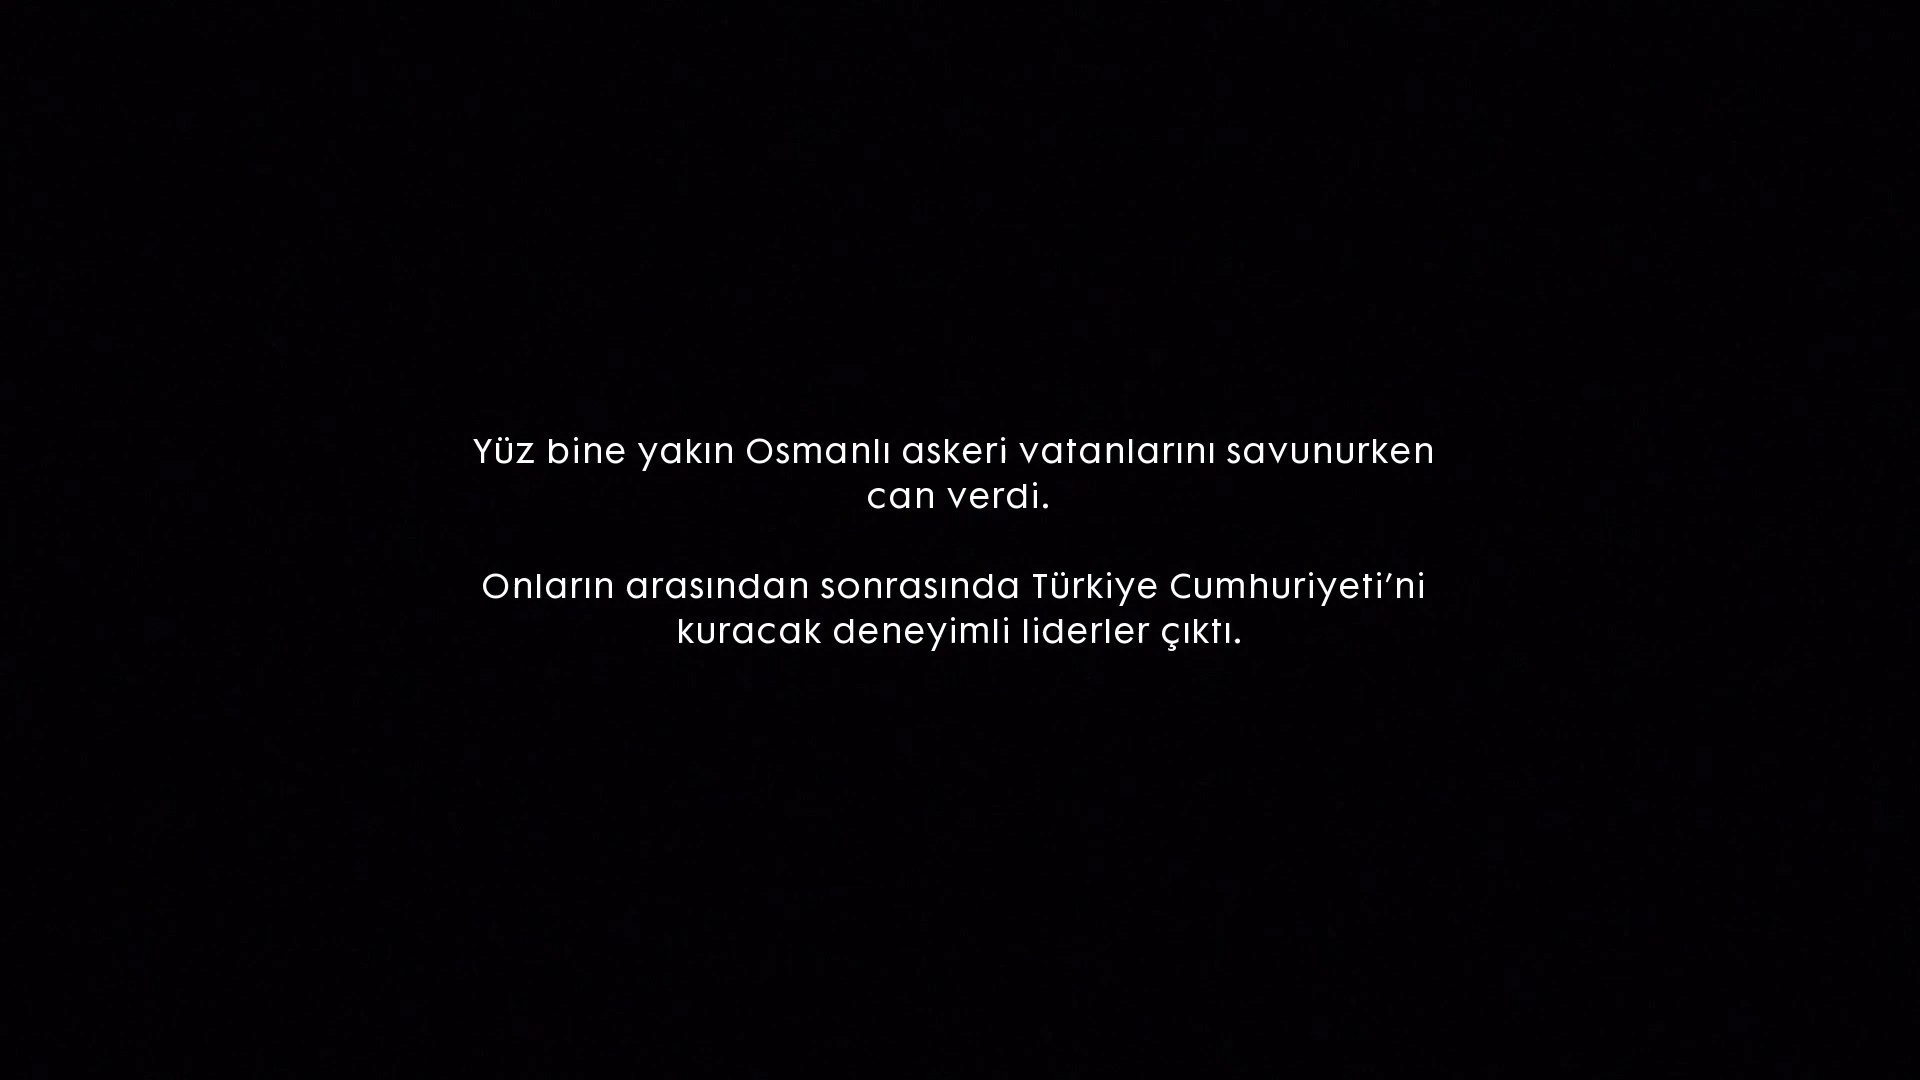 Yüz bine yakın Osmanlı askeri vatanlarını savunurken
can verdi.
Onların arasından sonrasında Türkiye Cumhuriyeti’ni
kuracak deneyimli liderler çıktı.